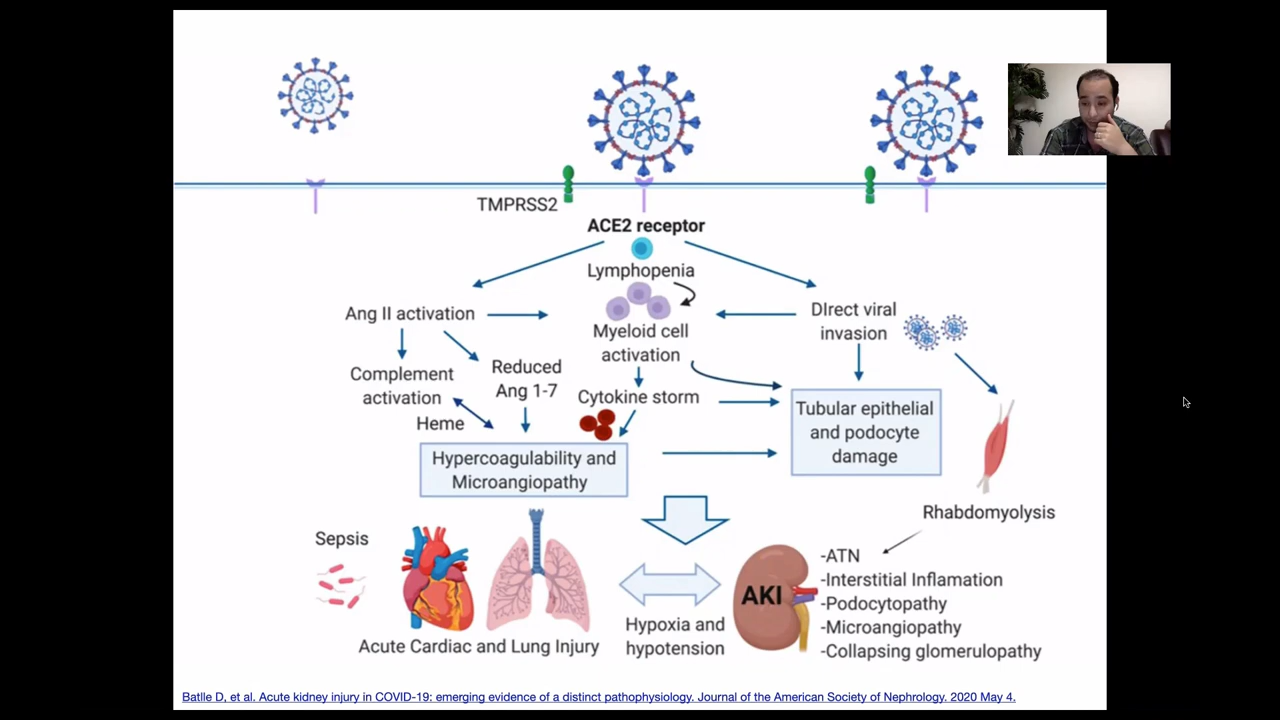 TMPRSS2
ACE2 receptor
Lymphopenia
Ang II activation
Myeloid cell
activation
DIrect viral
invasion
Complement
activation
Reduced
Ang 1-7
Cytokine storm
Heme
Hypercoagulability and
Microangiopathy
Tubular epithelial
and podocyte
damage
Rhabdomyolysis
Sepsis
Acute Cardiac and Lung Injury
Hypoxia and
hypotension
AKI
-ATN
-Interstitial Inflamation
-Podocytopathy
-Microangiopathy
-Collapsing glomerulopathy
Batlle D, et al. Acute kidney injury in COVID-19: emerging evidence of a distinct pathophysiology. Journal of the American Society of Nephrology. 2020 May 4.